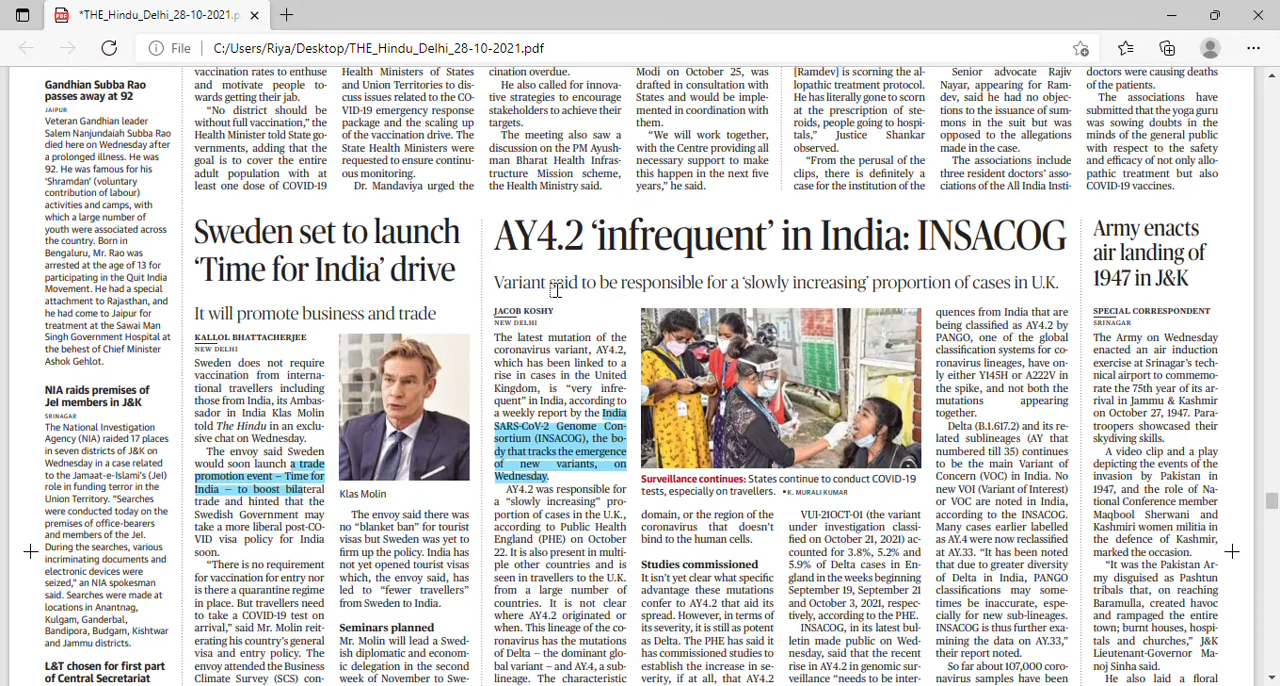 *THE_Hindu_Delhi_28-10-2021.p
File
C:/Users/Riya/Desktop/THE_Hindu_Delhi_28-10-2021.pdf
Gandhian Subba Rao
passes away at 92
JAIPUR
Veteran Gandhian leader
Salem Nanjundaiah Subba Rao
died here on Wednesday after
a prolonged illness. He was
92. He was famous for his
'Shramdan' (voluntary
contribution of labour)
activities and camps, with
which a large number of
youth were associated across
the country. Born in
Bengaluru, Mr. Rao was
arrested at the age of 13 for
participating in the Quit India
Movement. He had a special
attachment to Rajasthan, and
he had come to Jaipur for
treatment at the Sawai Man
Singh Government Hospital at
the behest of Chief Minister
Ashok Gehlot.
NIA raids premises of
JeI members in J&K
SRINAGAR
The National Investigation
Agency (NIA) raided 17 places
in seven districts of J&K on
Wednesday in a case related
to the Jamaat-e-Islami's (JeI)
role in funding terror in the
Union Territory. "Searches
were conducted today on the
premises of office-bearers
and members of the JeI.
During the searches, various
incriminating documents and
electronic devices were
seized," an NIA spokesman
said. Searches were made at
locations in Anantnag,
Kulgam, Ganderbal,
Bandipora, Budgam, Kishtwar
and Jammu districts.
L&T chosen for first part
of Central Secretariat
vaccination rates to enthuse
and motivate people to-
wards getting their jab.
"No district should be
without full vaccination," the
Health Minister told State go-
vernments, adding that the
goal is to cover the entire
adult population with at
least one dose of COVID-19
Health Ministers of States
and Union Territories to dis-
cuss issues related to the CO-
VID-19 emergency response
package and the scaling up
of the vaccination drive. The
State Health Ministers were
requested to ensure continu-
ous monitoring.
Dr. Mandaviya urged the
cination overdue.
He also called for innova-
tive strategies to encourage
stakeholders to achieve their
targets.
The meeting also saw a
discussion on the PM Ayush-
man Bharat Health Infras-
tructure Mission scheme,
the Health Ministry said.
Modi on October 25, was
drafted in consultation with
States and would be imple-
mented in coordination with
them.
"We will work together,
with the Centre providing all
necessary support to make
this happen in the next five
years," he said.
[Ramdev] is scorning the al-
lopathic treatment protocol.
He has literally gone to scorn
at the prescription of ste-
roids, people going to hospi-
tals," Justice Shankar
observed.
"From the perusal of the
clips, there is definitely a
case for the institution of the
Senior advocate Rajiv
Nayar, appearing for Ram-
dev, said he had no objec-
tions to the issuance of sum-
mons in the suit but was
opposed to the allegations
made in the case.
The associations include
three resident doctors' asso-
ciations of the All India Insti-
doctors were causing deaths
of the patients.
The associations have
submitted that the yoga guru
was sowing doubts in the
minds of the general public
with respect to the safety
and efficacy of not only allo-
pathic treatment but also
COVID-19 vaccines.
Sweden set to launch
'Time for India' drive
It will promote business and trade
KALLOL BHATTACHERJEE
NEW DELHI
Sweden does not require
vaccination from interna-
tional travellers including
those from India, its Ambas-
sador in India Klas Molin
told The Hindu in an exclu-
sive chat on Wednesday.
The envoy said Sweden
would soon launch a trade
promotion event – Time for
India – to boost bilateral
trade and hinted that the
Swedish Government may
take a more liberal post-CO-
VID visa policy for India
soon.
"There is no requirement
for vaccination for entry nor
is there a quarantine regime
in place. But travellers need
to take a COVID-19 test on
arrival," said Mr. Molin reit-
erating his country's general
visa and entry policy. The
envoy attended the Business
Climate Survey (SCS) con-
Klas Molin
The envoy said there was
no "blanket ban" for tourist
visas but Sweden was yet to
firm up the policy. India has
not yet opened tourist visas
which, the envoy said, has
led to "fewer travellers"
from Sweden to India.
Seminars planned
Mr. Molin will lead a Swed-
ish diplomatic and econom-
ic delegation in the second
week of November to Swe-
AY4.2 'infrequent' in India: INSACOG
Variant said to be responsible for a 'slowly increasing' proportion of cases in U.K.
JACOB KOSHY
NEW DELHI
The latest mutation of the
coronavirus variant, AY4.2,
which has been linked to a
rise in cases in the United
Kingdom, is "very infre-
quent" in India, according to
a weekly report by the India
SARS-CoV-2 Genome Con-
sortium (INSACOG), the bo-
dy that tracks the emergence
of new variants, on
Wednesday.
AY4.2 was responsible for
a "slowly increasing" pro-
portion of cases in the U.K.,
according to Public Health
England (PHE) on October
22. It is also present in multi-
ple other countries and is
seen in travellers to the U.K.
from a large number of
countries. It is not clear
where AY4.2 originated or
when. This lineage of the co-
ronavirus has the mutations
of Delta – the dominant glo-
bal variant – and AY.4, a sub-
lineage. The characteristic
Surveillance continues: States continue to conduct COVID-19
tests, especially on travellers. •K. MURALI KUMAR
domain, or the region of the
coronavirus that doesn't
bind to the human cells.
Studies commissioned
It isn't yet clear what specific
advantage these mutations
confer to AY4.2 that aid its
spread. However, in terms of
its severity, it is still as potent
as Delta. The PHE has said it
has commissioned studies to
establish the increase in se-
verity, if at all, that AY4.2
VUI-21OCT-01 (the variant
under investigation classi-
fied on October 21, 2021) ac-
counted for 3.8%, 5.2% and
5.9% of Delta cases in En-
gland in the weeks beginning
September 19, September 21
and October 3, 2021, respec-
tively, according to the PHE.
INSACOG, in its latest bul-
letin made public on Wed-
nesday, said that the recent
rise in AY4.2 in genomic sur-
veillance "needs to be inter-
quences from India that are
being classified as AY4.2 by
PANGO, one of the global
classification systems for co-
ronavirus lineages, have on-
ly either Y145H or A222V in
the spike, and not both the
mutations appearing
together.
Delta (B.1.617.2) and its re-
lated sublineages (AY that
numbered till 35) continues
to be the main Variant of
Concern (VOC) in India. No
new VOI (Variant of Interest)
or VOC are noted in India,
according to the INSACOG.
Many cases earlier labelled
as AY.4 were now reclassified
at AY.33. "It has been noted
that due to greater diversity
of Delta in India, PANGO
classifications may some-
times be inaccurate, espe-
cially for new sub-lineages.
INSACOG is thus further exa-
mining the data on AY.33,"
their report noted.
So far about 107,000 coro-
navirus samples have been
Army enacts
air landing of
1947 in J&K
SPECIAL CORRESPONDENT
SRINAGAR
The Army on Wednesday
enacted an air induction
exercise at Srinagar's tech-
nical airport to commemo-
rate the 75th year of its ar-
rival in Jammu & Kashmir
on October 27, 1947. Para-
troopers showcased their
skydiving skills.
A video clip and a play
depicting the events of the
invasion by Pakistan in
1947, and the role of Na-
tional Conference member
Maqbool Sherwani and
Kashmiri women militia in
the defence of Kashmir,
marked the occasion.
"It was the Pakistan Ar-
my disguised as Pashtun
tribals that, on reaching
Baramulla, created havoc
and rampaged the entire
town; burnt houses, hospi-
tals and churches," J&K
Lieutenant-Governor Ma-
noj Sinha said.
He also laid a floral